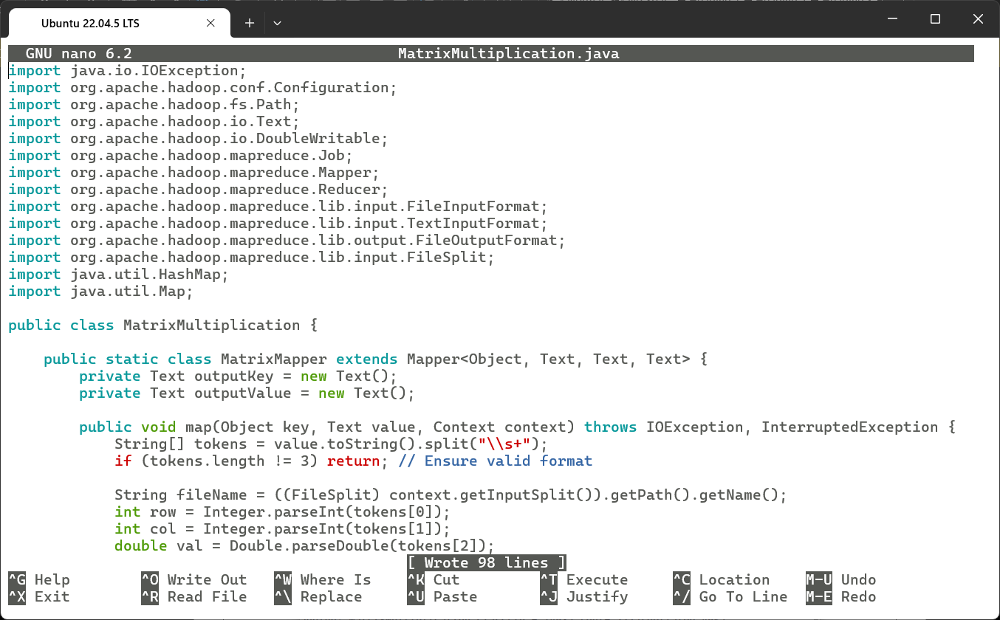 Ubuntu 22.04.5 LTS
GNU nano 6.2 MatrixMultiplication.java
import java.io.IOException;
import org.apache.hadoop.conf.Configuration;
import org.apache.hadoop.fs.Path;
import org.apache.hadoop.io.Text;
import org.apache.hadoop.io.DoubleWritable;
import org.apache.hadoop.mapreduce.Job;
import org.apache.hadoop.mapreduce.Mapper;
import org.apache.hadoop.mapreduce.Reducer;
import org.apache.hadoop.mapreduce.lib.input.FileInputFormat;
import org.apache.hadoop.mapreduce.lib.input.TextInputFormat;
import org.apache.hadoop.mapreduce.lib.output.FileOutputFormat;
import org.apache.hadoop.mapreduce.lib.input.FileSplit;
import java.util.HashMap;
import java.util.Map;

public class MatrixMultiplication {

    public static class MatrixMapper extends Mapper<Object, Text, Text, Text> {
        private Text outputKey = new Text();
        private Text outputValue = new Text();

        public void map(Object key, Text value, Context context) throws IOException, InterruptedException {
            String[] tokens = value.toString().split("\\s+");
            if (tokens.length != 3) return; // Ensure valid format

            String fileName = ((FileSplit) context.getInputSplit()).getPath().getName();
            int row = Integer.parseInt(tokens[0]);
            int col = Integer.parseInt(tokens[1]);
            double val = Double.parseDouble(tokens[2]);
[ Wrote 98 lines ]
^G Help ^O Write Out ^W Where Is ^K Cut ^T Execute ^C Location M-U Undo
^X Exit ^R Read File ^\ Replace ^U Paste ^J Justify ^/ Go To Line M-E Redo